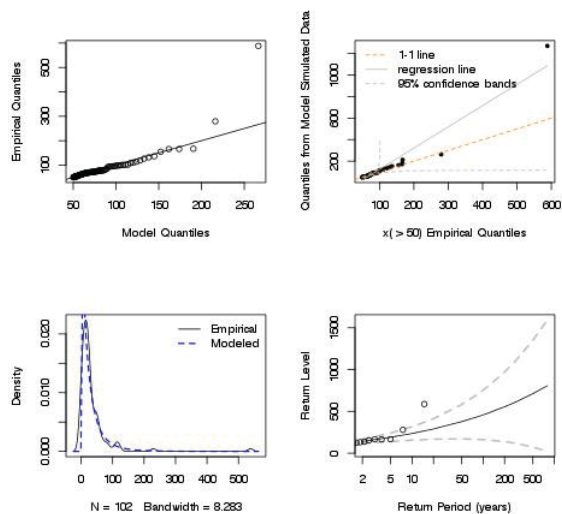 Empirical Quantiles
100
300
500
50
100
150
200
250
Model Quantiles
Quantiles from Model Simulated Data
200
600
1000
1-1 line
regression line
95% confidence bands
100
200
300
400
500
600
x( > 50) Empirical Quantiles
Density
0.000
0.010
0.020
Empirical
Modeled
0
100
200
300
400
500
N = 102 Bandwidth = 8.283
Return Level
0
500
1000
1500
2
5
10
50
100
500
Return Period (years)